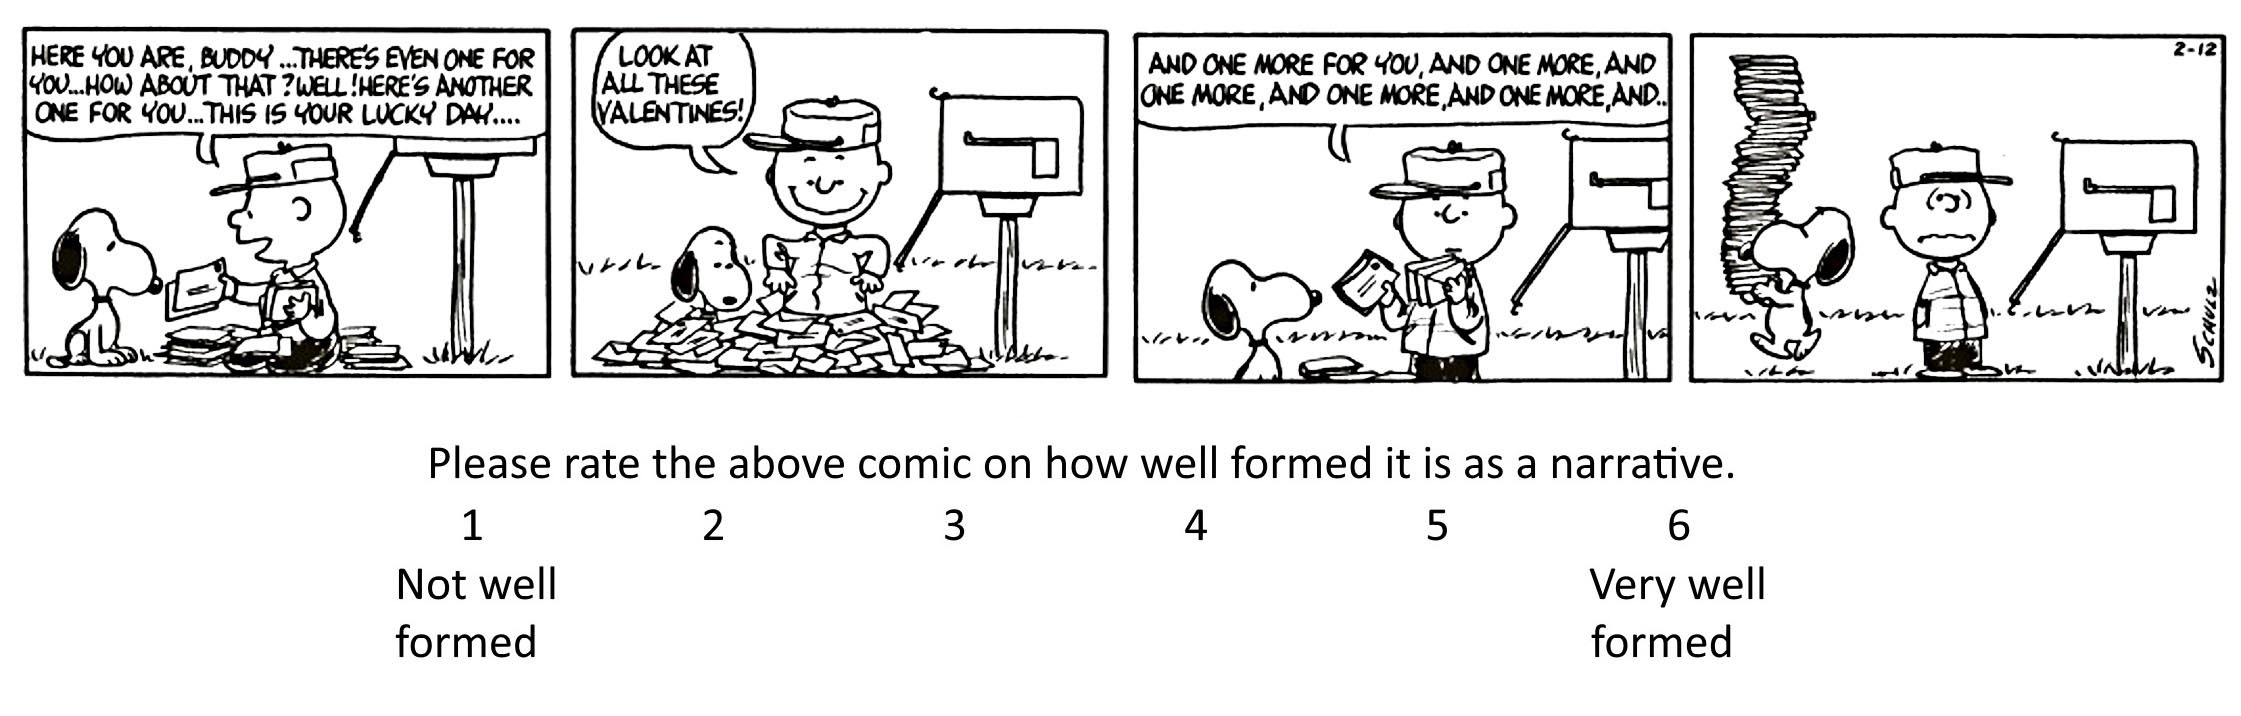 HERE YOU ARE, BUDDY ...THERE'S EVEN ONE FOR
YOU...HOW ABOUT THAT? WELL! HERE'S ANOTHER
ONE FOR YOU...THIS IS YOUR LUCKY DAY....
LOOK AT
ALL THESE
VALENTINES!
AND ONE MORE FOR YOU, AND ONE MORE, AND
ONE MORE, AND ONE MORE, AND ONE MORE, AND..
2-12
SCHULZ
Please rate the above comic on how well formed it is as a narrative.
1 2 3 4 5 6
Not well
formed
Very well
formed